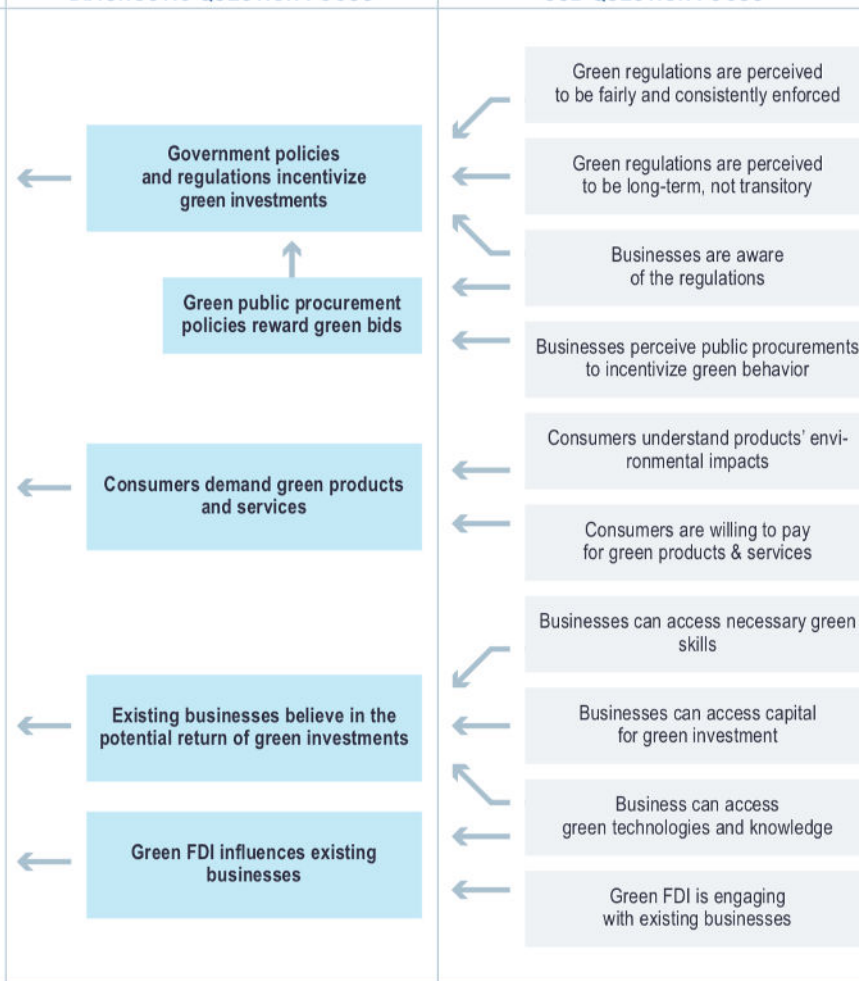 Green regulations are perceived
to be fairly and consistently enforced
Government policies
and regulations incentivize
green investments
Green regulations are perceived
to be long-term, not transitory
Businesses are aware
of the regulations
Green public procurement
policies reward green bids
Businesses perceive public procurements
to incentivize green behavior
Consumers understand products' envi-
ronmental impacts
Consumers demand green products
and services
Consumers are willing to pay
for green products & services
Businesses can access necessary green
skills
Existing businesses believe in the
potential return of green investments
Businesses can access capital
for green investment
Business can access
green technologies and knowledge
Green FDI influences existing
businesses
Green FDI is engaging
with existing businesses